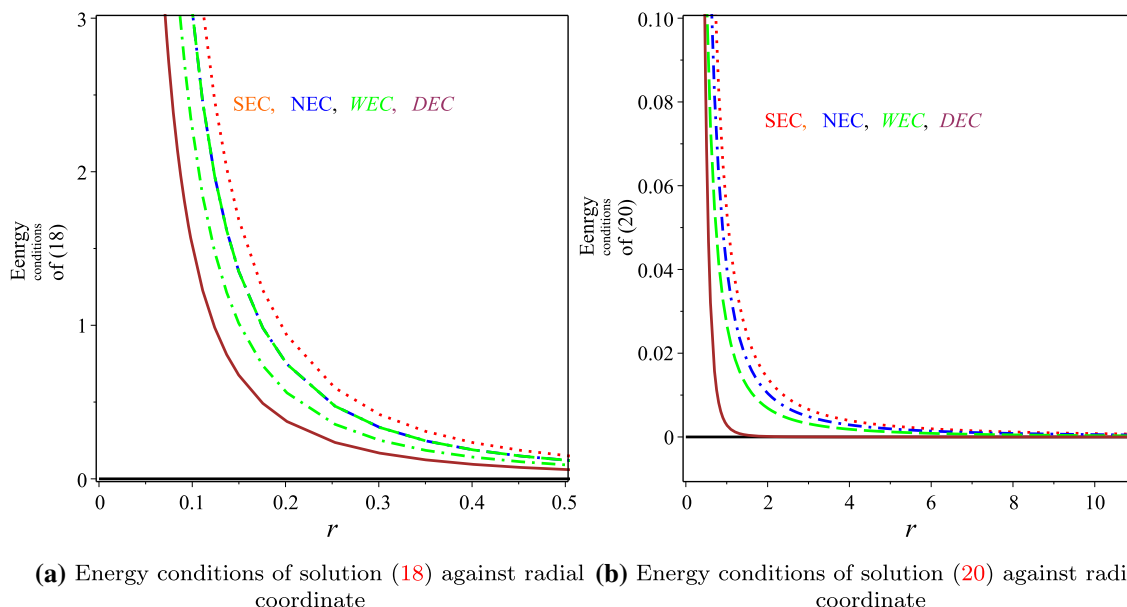 3
2
1
0
0.1
0.2
0.3
0.4
0.5
r
Eenrgy
conditions
of (18)
SEC, NEC, WEC, DEC
0.10
0.08
0.06
0.04
0.02
0
0
2
4
6
8
10
r
Eenrgy
conditions
of (20)
SEC, NEC, WEC, DEC
(a) Energy conditions of solution (18) against radial
coordinate
(b) Energy conditions of solution (20) against radi
coordinate